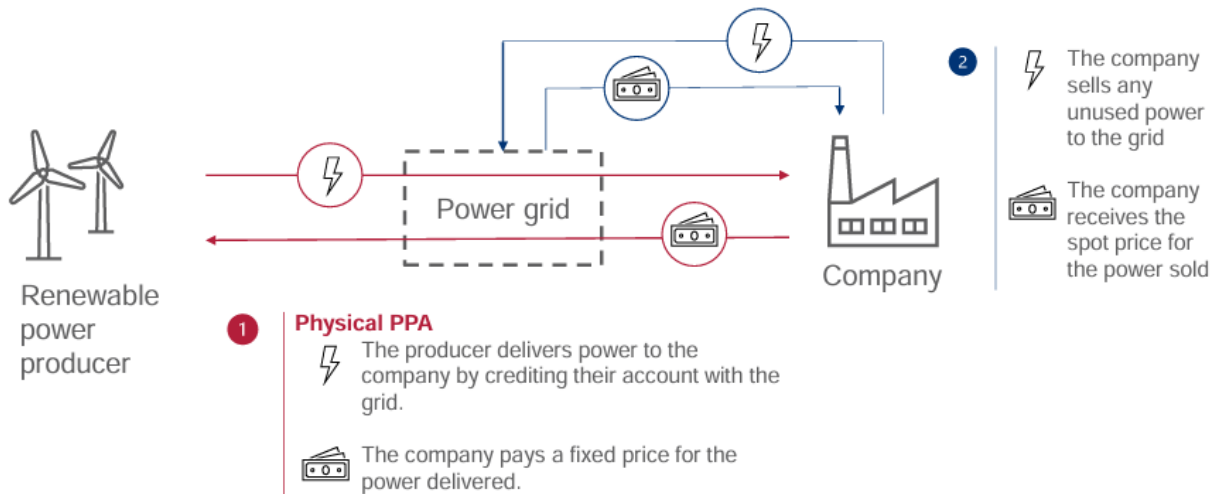 2
The company
sells any
unused power
to the grid
The company
receives the
spot price for
the power sold
Power grid
Company
Renewable
power
producer
1
Physical PPA
The producer delivers power to the
company by crediting their account with the
grid.
The company pays a fixed price for the
power delivered.